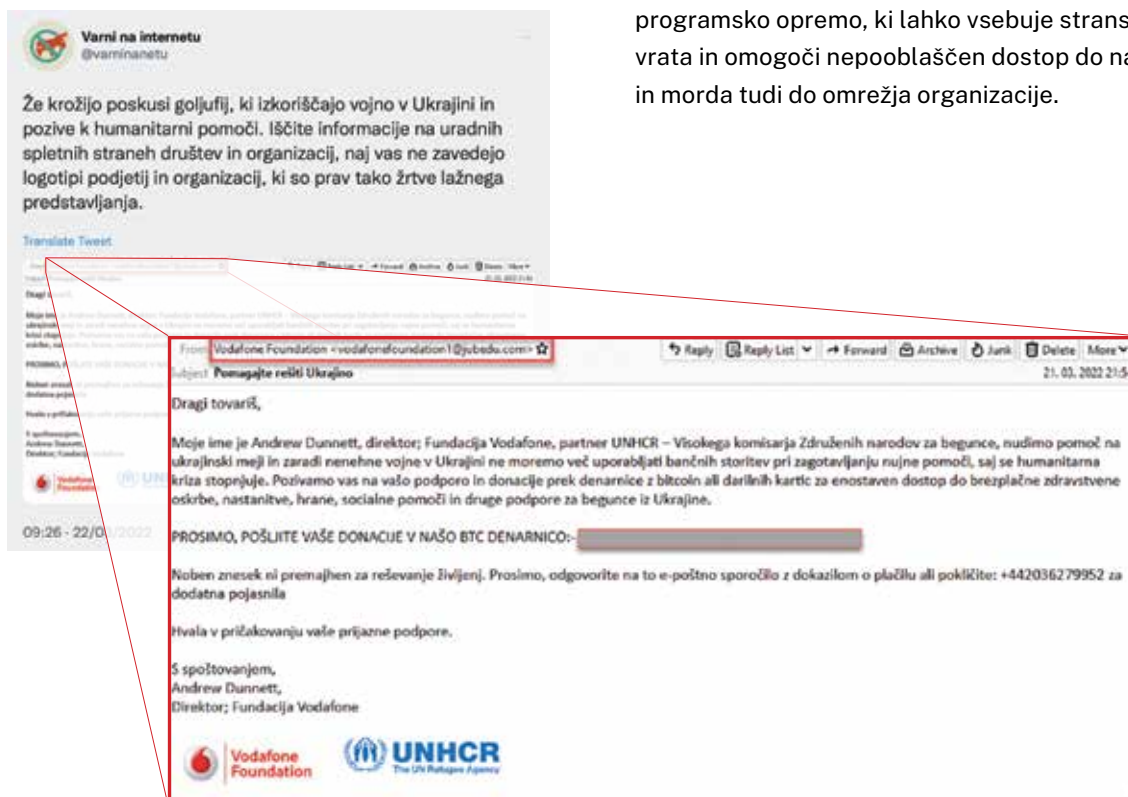 programsko opremo, ki lahko vsebuje strans
vrata in omogoči nepooblaščen dostop do na
in morda tudi do omrežja organizacije.
Varni na internetu
@varninanetu
Že krožijo poskusi goljufij, ki izkoriščajo vojno v Ukrajini in
pozive k humanitarni pomoči. Iščite informacije na uradnih
spletnih straneh društev in organizacij, naj vas ne zavedejo
logotipi podjetij in organizacij, ki so prav tako žrtve lažnega
predstavljanja.
Translate Tweet
09:26 - 22/03/2022
From Vodafone Foundation <vodafonefoundation1@jubedu.com>
Reply Reply List Forward Archive Junk Delete More
Subject Pomagajte rešiti Ukrajino
21. 03. 2022 21:5
Dragi tovariš,
Moje ime je Andrew Dunnett, direktor; Fundacija Vodafone, partner UNHCR – Visokega komisarja Združenih narodov za begunce, nudimo pomoč na
ukrajinski meji in zaradi nenehne vojne v Ukrajini ne moremo več uporabljati bančnih storitev pri zagotavljanju nujne pomoči, saj se humanitarna
kriza stopnjuje. Pozivamo vas na vašo podporo in donacije prek denarnice z bitcoin ali darilnih kartic za enostaven dostop do brezplačne zdravstvene
oskrbe, nastanitve, hrane, socialne pomoči in druge podpore za begunce iz Ukrajine.
PROSIMO, POŠLJITE VAŠE DONACIJE V NAŠO BTC DENARNICO:-
Noben znesek ni premajhen za reševanje življenj. Prosimo, odgovorite na to e-poštno sporočilo z dokazilom o plačilu ali pokličite: +442036279952 za
dodatna pojasnila
Hvala v pričakovanju vaše prijazne podpore.
S spoštovanjem,
Andrew Dunnett,
Direktor; Fundacija Vodafone
Vodafone
Foundation
UNHCR
The UN Refugee Agency